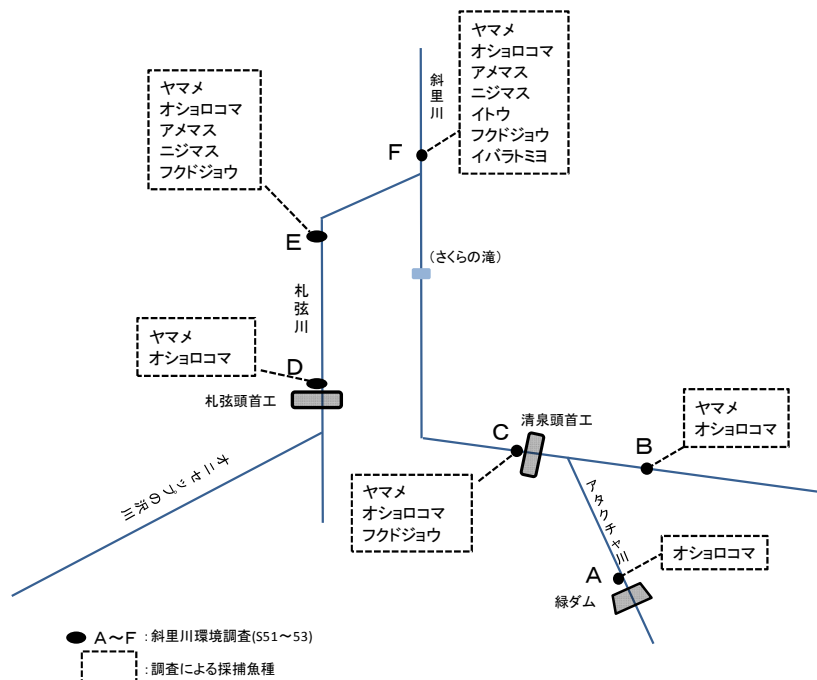 ヤマメ
オショロコマ
アメマス
ニジマス
イトウ
フクドジョウ
イバラトミヨ
斜里川
F
ヤマメ
オショロコマ
アメマス
ニジマス
フクドジョウ
E
(さくらの滝)
札弦川
ヤマメ
オショロコマ
D
札弦頭首工
オニセップの沢川
清泉頭首工
C
B
ヤマメ
オショロコマ
ヤマメ
オショロコマ
フクドジョウ
アタクチャ川
A
オショロコマ
緑ダム
A～F :斜里川環境調査(S51～53)
:調査による採捕魚種